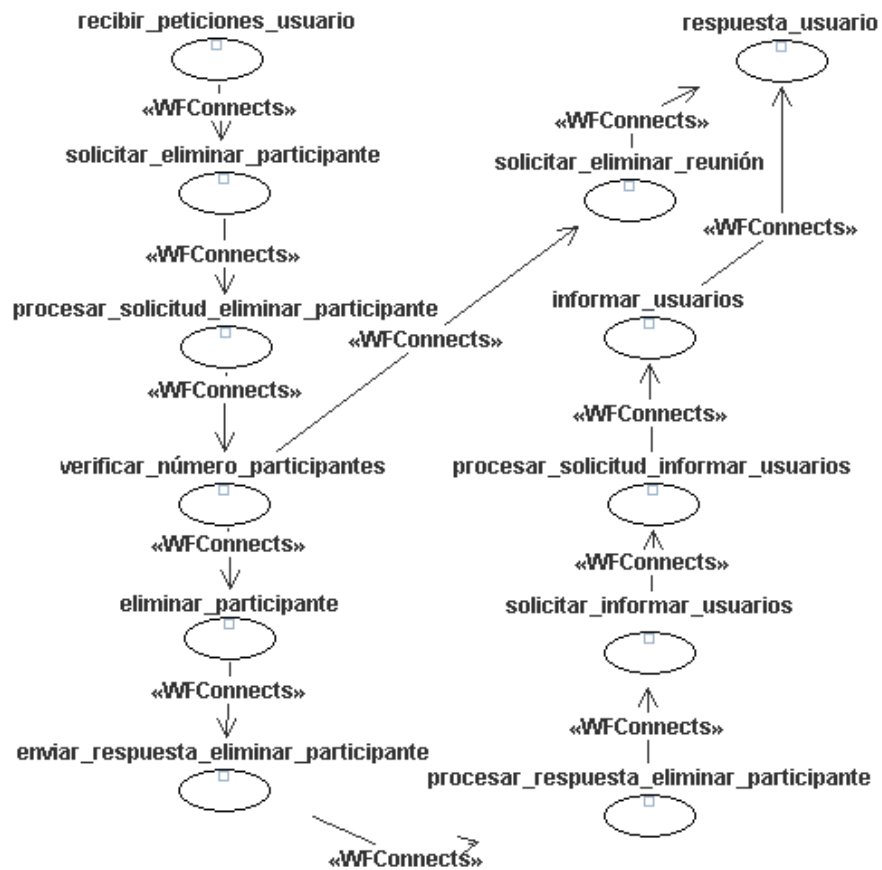 recibir_peticiones_usuario
respuesta_usuario
«WFConnects»
«WFConnects»
solicitar_eliminar_participante
solicitar_eliminar_reunión
«WFConnects»
«WFConnects»
procesar_solicitud_eliminar_participante
informar_usuarios
«WFConnects»
«WFConnects»
«WFConnects»
verificar_número_participantes
procesar_solicitud_informar_usuarios
«WFConnects»
«WFConnects»
eliminar_participante
solicitar_informar_usuarios
«WFConnects»
«WFConnects»
enviar_respuesta_eliminar_participante
procesar_respuesta_eliminar_participante
«WFConnects»